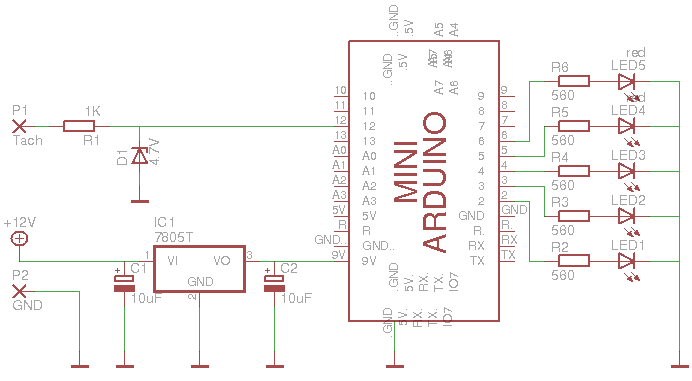 ..GND
.5V
A5
A4
..GND
.5V
A7
A6
P1
Tach
1K
R1
D1
4.7V
+12V
P2
GND
IC1
7805T
1
VI
VO
3
GND
2
C1
10uF
C2
10uF
10
11
12
13
A0
A1
A2
A3
5V
R
GND..
9V
10
11
12
13
A0
A1
A2
A3
5V
R
GND..
9V
MINI
ARDUINO
9
8
7
6
5
4
3
2
GND
R.
RX
TX
9
8
7
6
5
4
3
2
GND
R.
RX
TX
.GND
5V.
RX.
TX.
IO7
.GND
5V.
RX.
TX.
IO7
R6
560
red
LED5
R5
560
LED4
R4
560
LED3
R3
560
LED2
R2
560
LED1